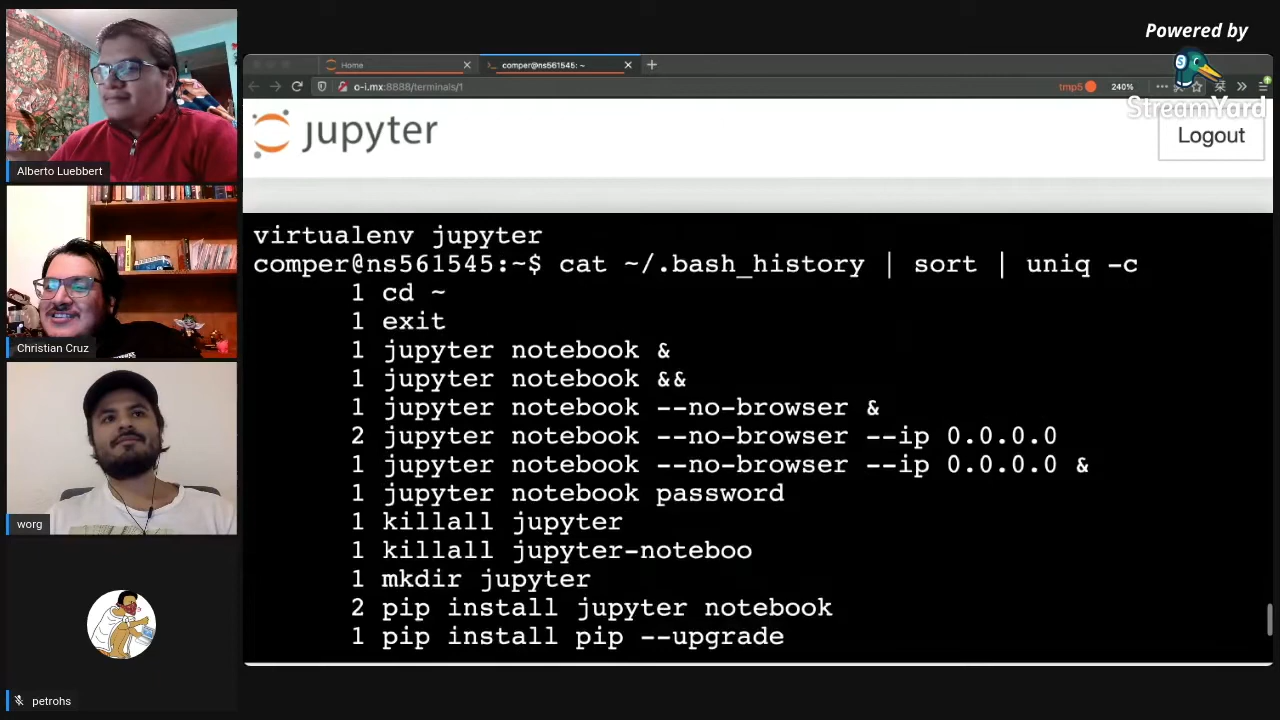 Powered by
StreamYard
Home
comper@ns561545: ~
o-i.mx:8888/terminals/1
tmp5
240%
jupyter
Logout
virtualenv jupyter
comper@ns561545:~$ cat ~/.bash_history | sort | uniq -c
1 cd ~
1 exit
1 jupyter notebook &
1 jupyter notebook &&
1 jupyter notebook --no-browser &
2 jupyter notebook --no-browser --ip 0.0.0.0
1 jupyter notebook --no-browser --ip 0.0.0.0 &
1 jupyter notebook password
1 killall jupyter
1 killall jupyter-noteboo
1 mkdir jupyter
2 pip install jupyter notebook
1 pip install pip --upgrade
Alberto Luebbert
Christian Cruz
worg
petrohs